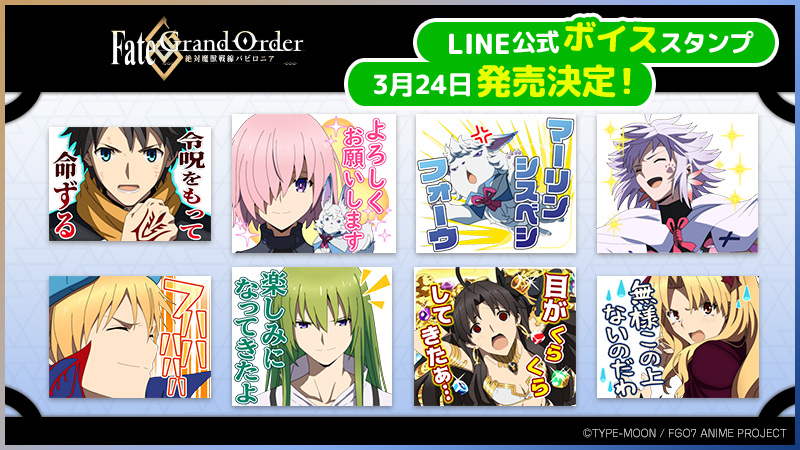 Fate Grand Order
絶対魔獣戦線バビロニア
LINE公式ボイススタンプ
3月24日発売決定！
令呪をもって
命ずる
よろしく
お願いします
マーリン
シスベシ
フォーウ
フハハハ
ハハハハ
楽しみに
なってきたよ
目がくらくら
してきたぁ…
無様この上
ないのだわ
©TYPE-MOON / FGO7 ANIME PROJECT